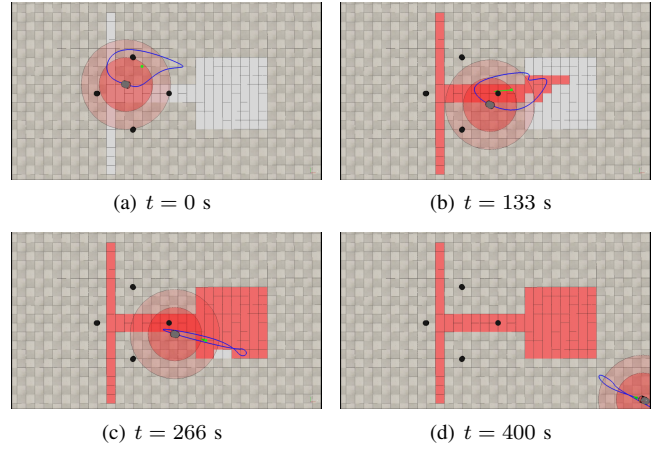 (a) t = 0 s
(b) t = 133 s
(c) t = 266 s
(d) t = 400 s